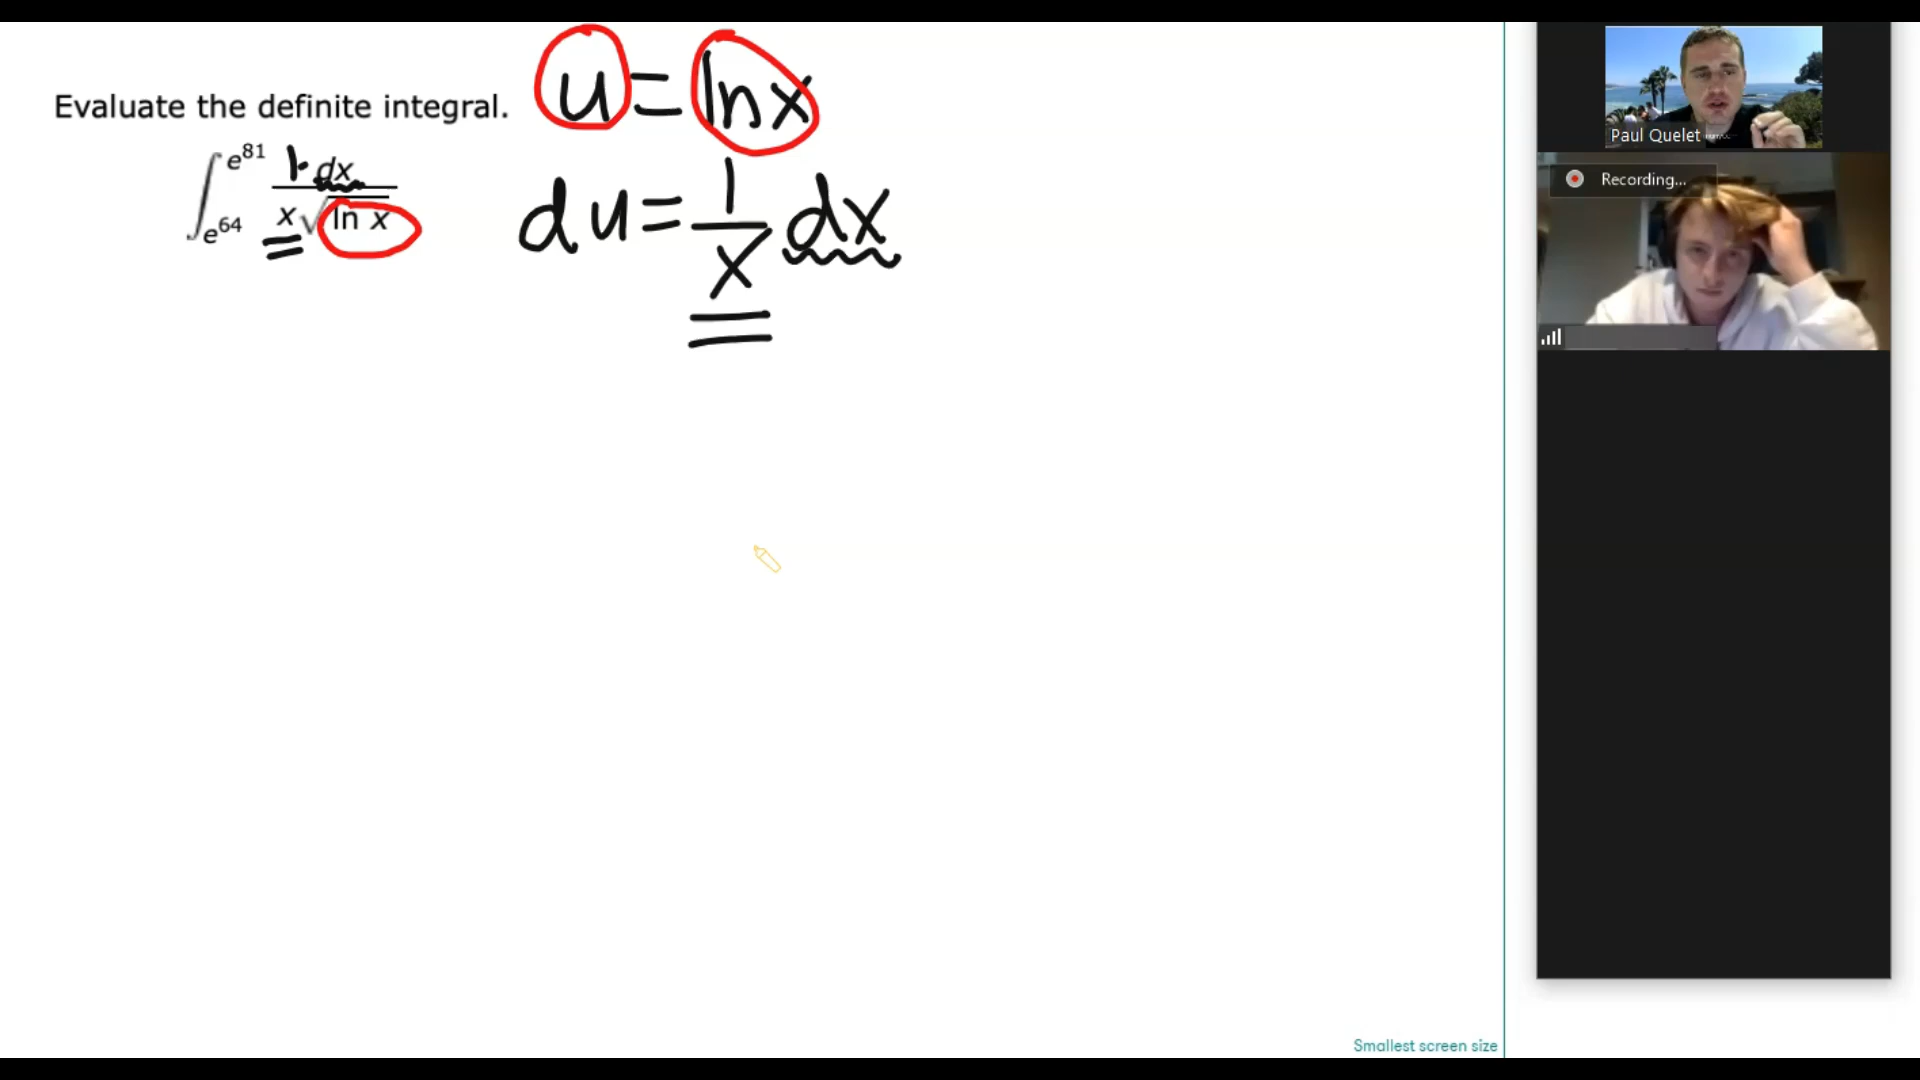 u = ln x
Evaluate the definite integral.
∫ e^64 e^81 1· dx / x√ln x
du = 1/x dx
Paul Quelet
Recording...
Smallest screen size